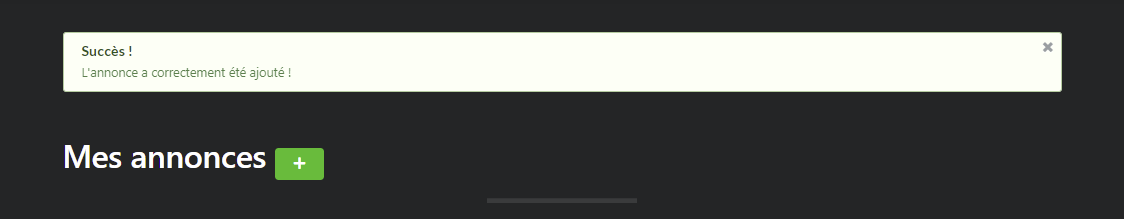 Succès !
L'annonce a correctement été ajouté !
Mes annonces +